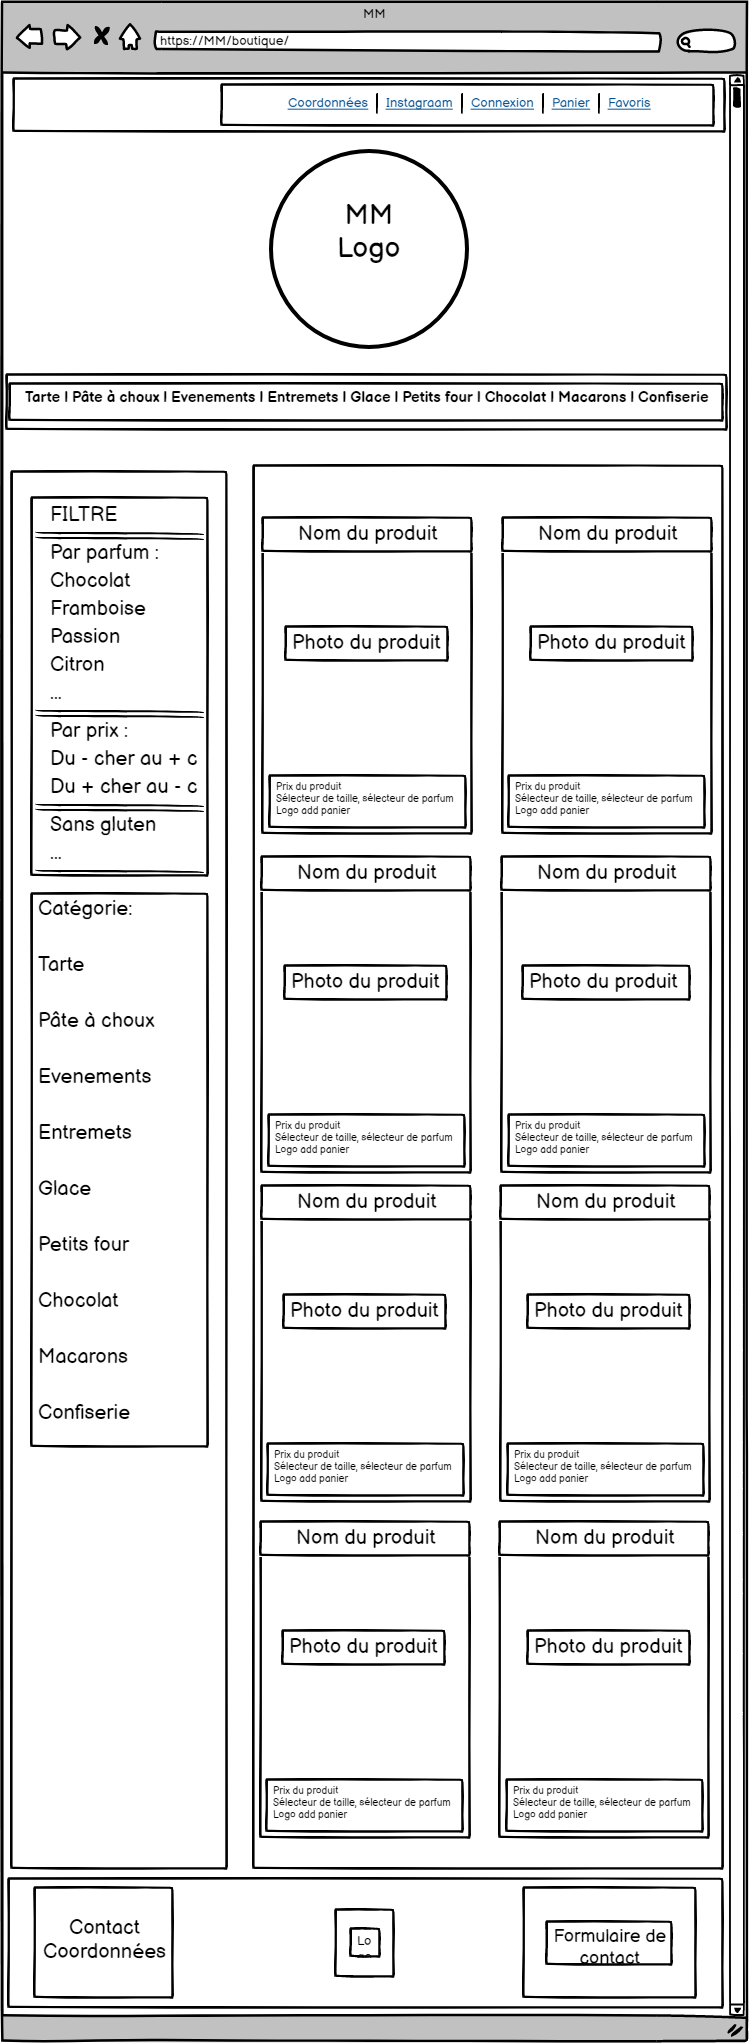 MM
https://MM/boutique/
Coordonnées | Instagraam | Connexion | Panier | Favoris
MM
Logo
Tarte | Pâte à choux | Evenements | Entremets | Glace | Petits four | Chocolat | Macarons | Confiserie
FILTRE
Par parfum :
Chocolat
Framboise
Passion
Citron
...
Par prix :
Du - cher au + c
Du + cher au - c
Sans gluten
...
Catégorie:
Tarte
Pâte à choux
Evenements
Entremets
Glace
Petits four
Chocolat
Macarons
Confiserie
Nom du produit
Photo du produit
Prix du produit
Sélecteur de taille, sélecteur de parfum
Logo add panier
Nom du produit
Photo du produit
Prix du produit
Sélecteur de taille, sélecteur de parfum
Logo add panier
Nom du produit
Photo du produit
Prix du produit
Sélecteur de taille, sélecteur de parfum
Logo add panier
Nom du produit
Photo du produit
Prix du produit
Sélecteur de taille, sélecteur de parfum
Logo add panier
Nom du produit
Photo du produit
Prix du produit
Sélecteur de taille, sélecteur de parfum
Logo add panier
Nom du produit
Photo du produit
Prix du produit
Sélecteur de taille, sélecteur de parfum
Logo add panier
Nom du produit
Photo du produit
Prix du produit
Sélecteur de taille, sélecteur de parfum
Logo add panier
Nom du produit
Photo du produit
Prix du produit
Sélecteur de taille, sélecteur de parfum
Logo add panier
Contact
Coordonnées
Lo
Formulaire de
contact